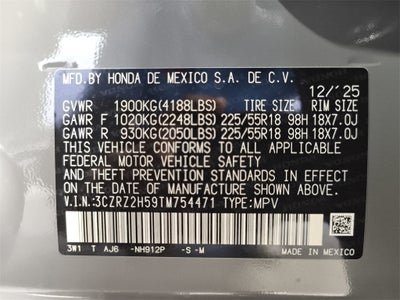 MFD.BY HONDA DE MEXICO S.A. DE C.V.
12/'25
GVWR 1900KG(4188LBS) TIRE SIZE RIM SIZE
GAWR F 1020KG(2248LBS) 225/55R18 98H 18X7.0J
GAWR R 930KG(2050LBS) 225/55R18 98H 18X7.0J
THIS VEHICLE CONFORMS TO ALL APPLICABLE
FEDERAL MOTOR VEHICLE SAFETY
AND THEFT PREVENTION STANDARDS IN EFFECT
ON THE DATE OF MANUFACTURE SHOWN ABOVE.
V.I.N.:3CZRZ2H59TM754471 TYPE:MPV
3W1 T AJ6 -NH912P -S -M
MADE IN MEXICO